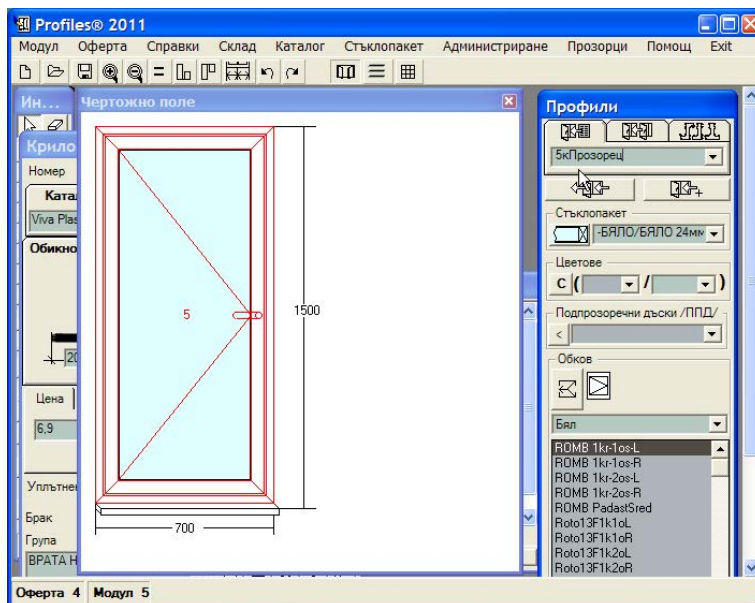 Profiles® 2011
Модул Оферта Справки Склад Каталог Стъклопакет Администриране Прозорци Помощ Exit
Ин...
Чертожно поле
Профили
Крило
5кПрозорец
Номер
Ката
Viva Plas
Стъклопакет
-БЯЛО/БЯЛО 24мм
Обикно
Цветове
C ( / )
5
1500
Подпрозоречни дъски /ППД/
<
20
Обков
Цена
6,9
Бял
ROMB 1kr-1os-L
ROMB 1kr-1os-R
ROMB 1kr-2os-L
Уплътне
ROMB 1kr-2os-R
ROMB PadastSred
Брак
700
Roto13F1k1oL
Група
Roto13F1k1oR
ВРАТА Н
Roto13F1k2oL
Roto13F1k2oR
Оферта 4 Модул 5